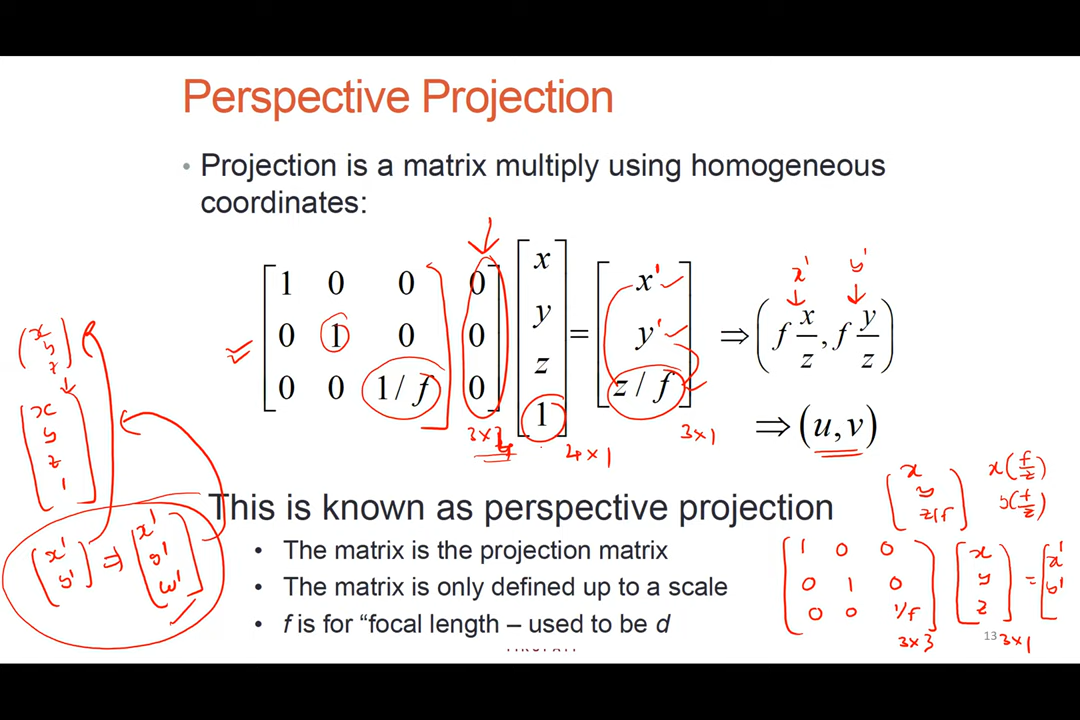 Perspective Projection
• Projection is a matrix multiply using homogeneous
coordinates:
1 0 0 0
0 1 0 0
0 0 1/f 0
3×4
x
y
z
1
4×1
=
x'
y'
z / f
3×1
⇒ (f x/z, f y/z)
x' y'
⇒ (u, v)
x
y
z
x
y
z
1
x'
y'
⇒
x'
y'
w'
This is known as perspective projection
• The matrix is the projection matrix
• The matrix is only defined up to a scale
• f is for “focal length – used to be d
x
y
z/f
x(f/z)
y(f/z)
1 0 0
0 1 0
0 0 1/f
3×3
x
y
z
3×1
=
x'
y'
13